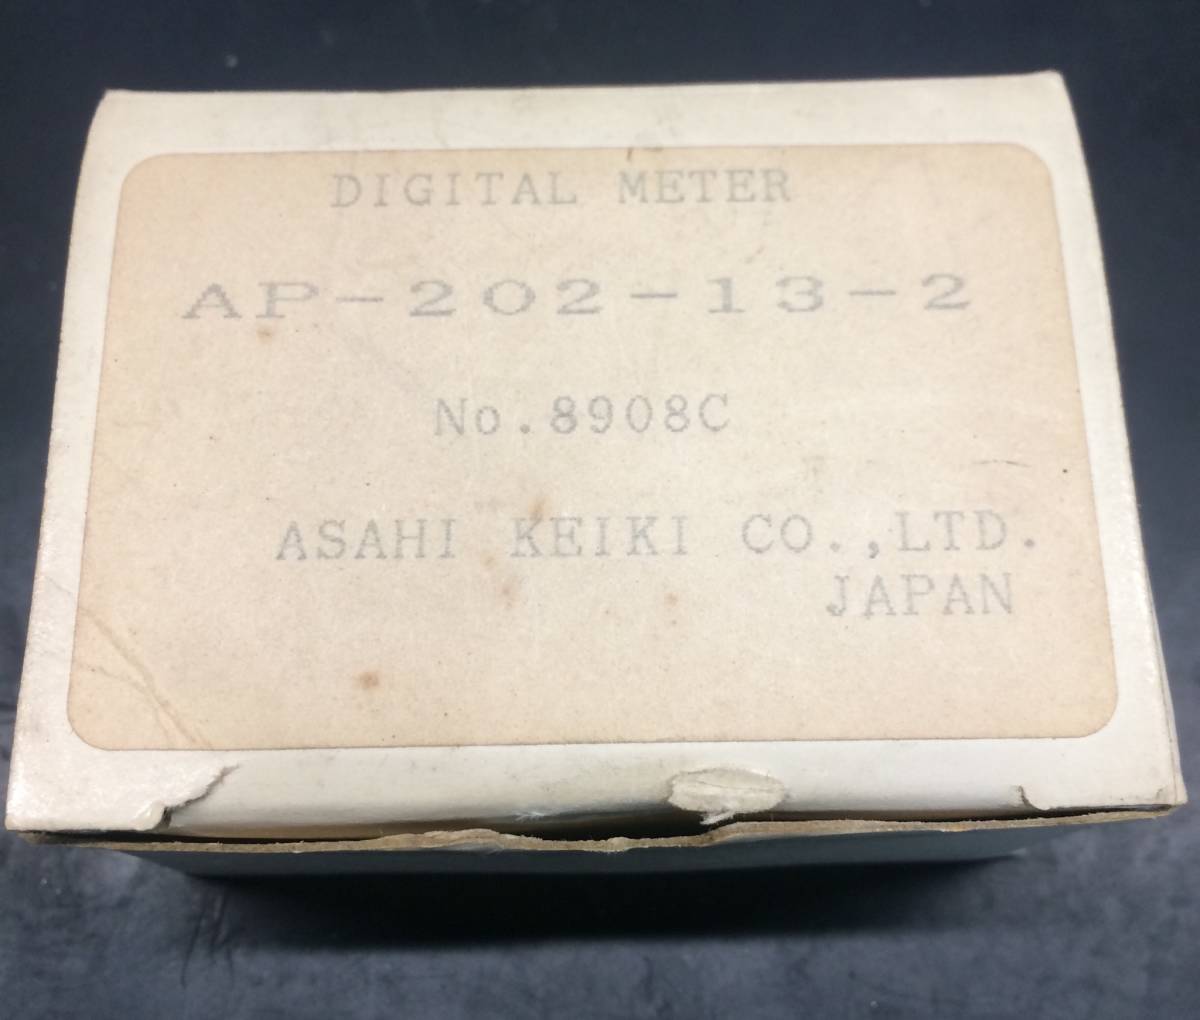 DIGITAL METER
AP-202-13-2
No.8908C
ASAHI KEIKI CO.,LTD.
JAPAN